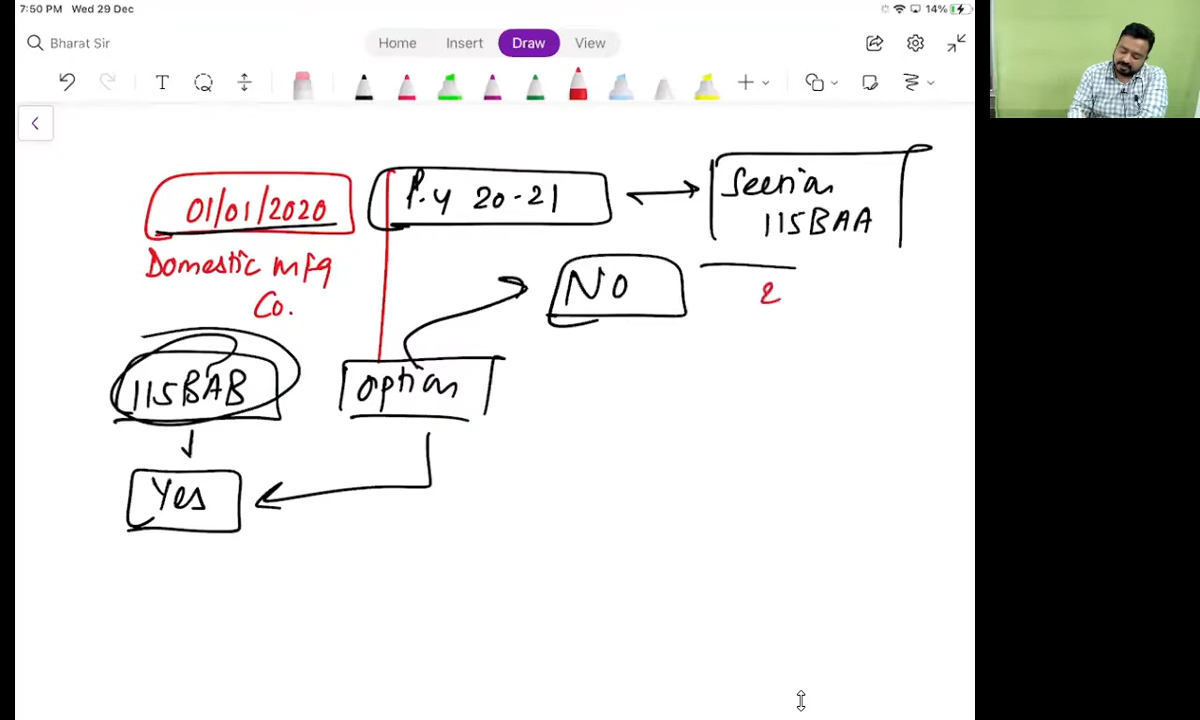 7:50 PM Wed 29 Dec
14%
Bharat Sir
Home Insert Draw View
T
01/01/2020
P.Y 20-21
Section
115BAA
Domestic Mfg
Co.
NO
2
115BAB
option
Yes